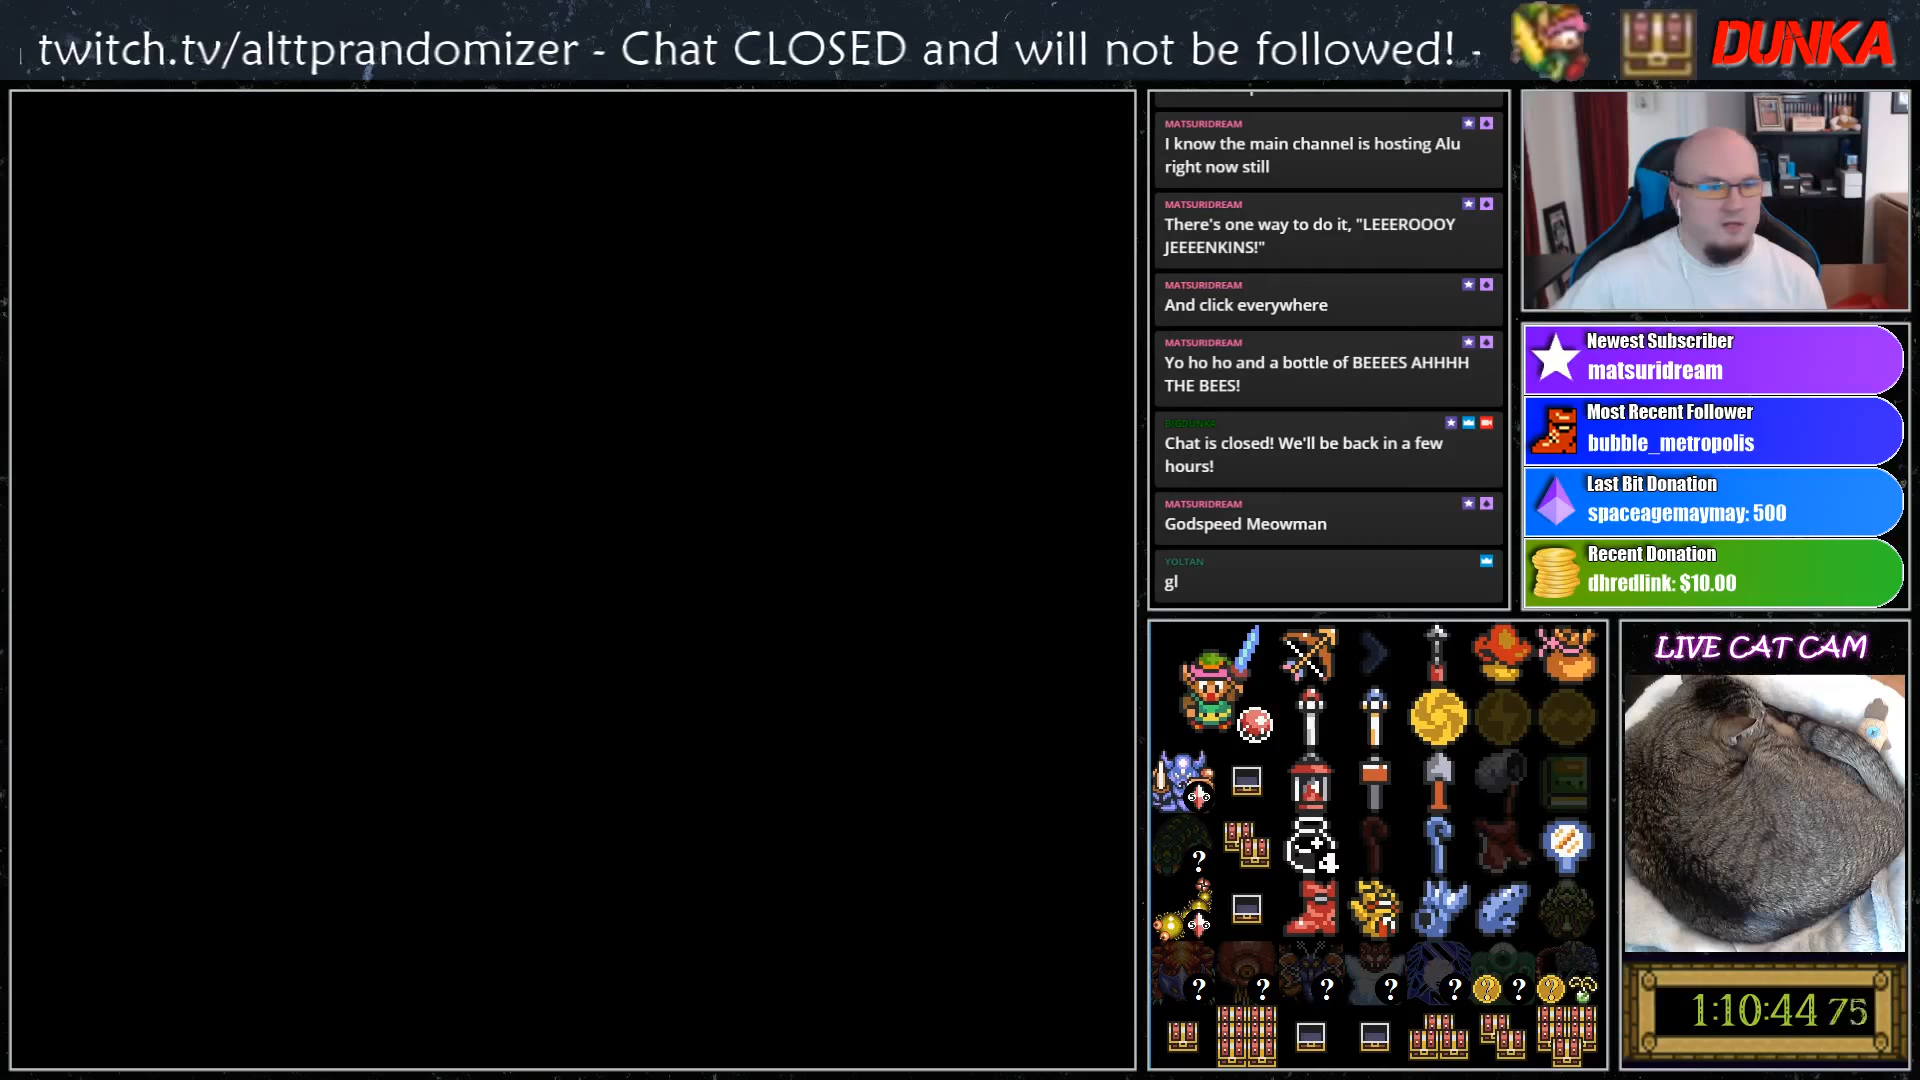 twitch.tv/alttprandomizer - Chat CLOSED and will not be followed! -
DUNKA
MATSURIDREAM
I know the main channel is hosting Alu
right now still
MATSURIDREAM
There's one way to do it, "LEEEROOOY
JEEEENKINS!"
MATSURIDREAM
And click everywhere
MATSURIDREAM
Yo ho ho and a bottle of BEEEES AHHHH
THE BEES!
BIGDUNKA
Chat is closed! We'll be back in a few
hours!
MATSURIDREAM
Godspeed Meowman
YOLTAN
gl
Newest Subscriber
matsuridream
Most Recent Follower
bubble_metropolis
Last Bit Donation
spaceagemaymay: 500
Recent Donation
dhredlink: $10.00
LIVE CAT CAM
?
4
? ? ? ? ? ? ? ?
1:10:44 75